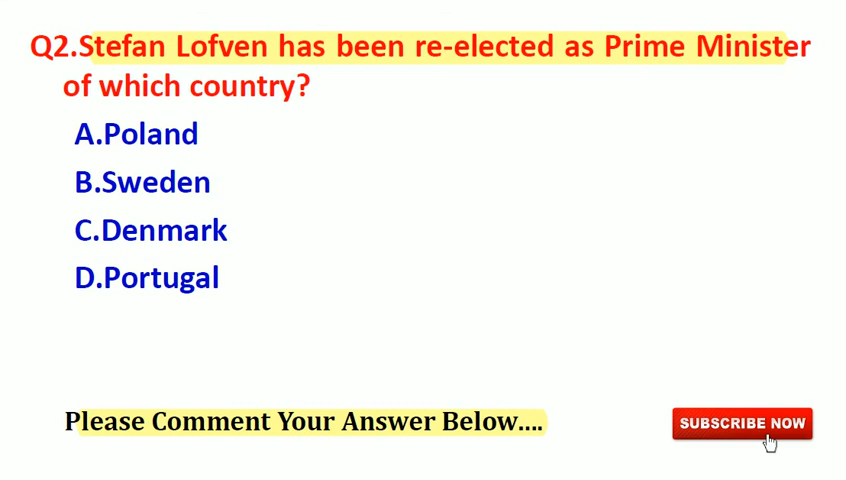 Q2.Stefan Lofven has been re-elected as Prime Minister
of which country?
A.Poland
B.Sweden
C.Denmark
D.Portugal
Please Comment Your Answer Below....
SUBSCRIBE NOW